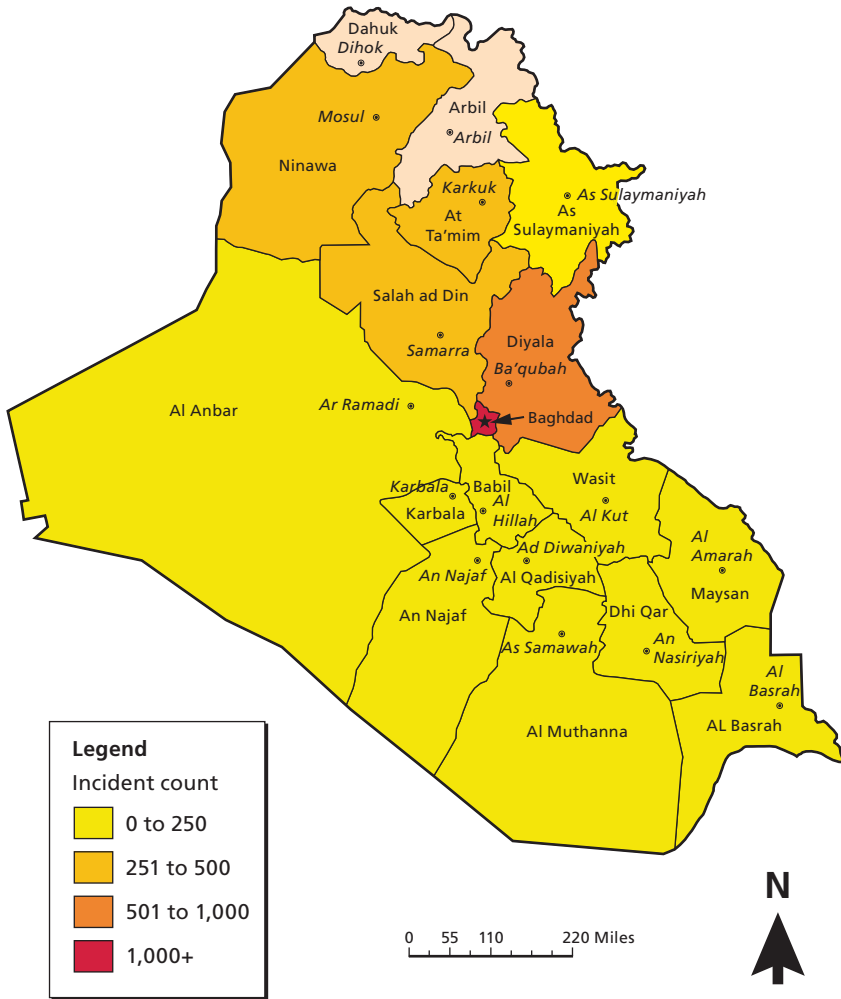 Dahuk
Dihok
Mosul
Arbil
Arbil
Ninawa
Karkuk
At
Ta’mim
As Sulaymaniyah
As
Sulaymaniyah
Salah ad Din
Samarra
Diyala
Ba’qubah
Al Anbar
Ar Ramadi
Baghdad
Karbala
Karbala
Babil
Al
Hillah
Wasit
Al Kut
Ad Diwaniyah
Al Qadisiyah
An Najaf
An Najaf
Al
Amarah
Maysan
Dhi Qar
An
Nasiriyah
As Samawah
Al
Basrah
AL Basrah
Al Muthanna
Legend
Incident count
0 to 250
251 to 500
501 to 1,000
1,000+
0 55 110 220 Miles
N